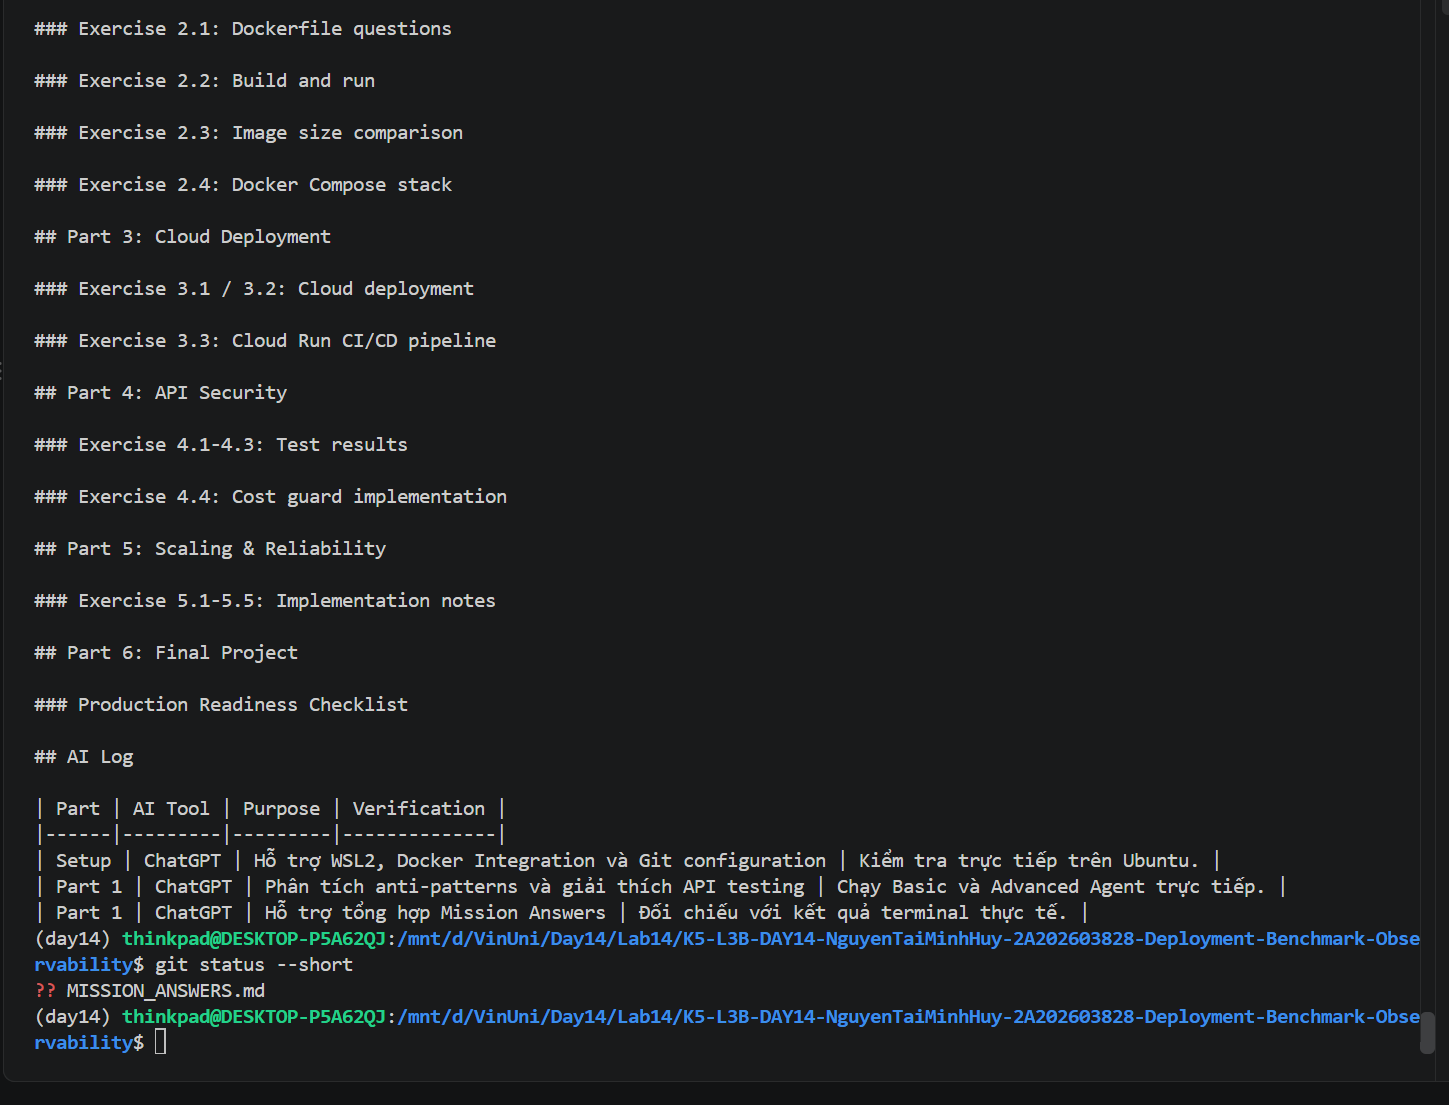 ### Exercise 2.1: Dockerfile questions
### Exercise 2.2: Build and run
### Exercise 2.3: Image size comparison
### Exercise 2.4: Docker Compose stack
## Part 3: Cloud Deployment
### Exercise 3.1 / 3.2: Cloud deployment
### Exercise 3.3: Cloud Run CI/CD pipeline
## Part 4: API Security
### Exercise 4.1-4.3: Test results
### Exercise 4.4: Cost guard implementation
## Part 5: Scaling & Reliability
### Exercise 5.1-5.5: Implementation notes
## Part 6: Final Project
### Production Readiness Checklist
## AI Log
| Part | AI Tool | Purpose | Verification |
|------|---------|---------|--------------|
| Setup | ChatGPT | Hỗ trợ WSL2, Docker Integration và Git configuration | Kiểm tra trực tiếp trên Ubuntu. |
| Part 1 | ChatGPT | Phân tích anti-patterns và giải thích API testing | Chạy Basic và Advanced Agent trực tiếp. |
| Part 1 | ChatGPT | Hỗ trợ tổng hợp Mission Answers | Đối chiếu với kết quả terminal thực tế. |
(day14) thinkpad@DESKTOP-P5A62QJ:/mnt/d/VinUni/Day14/Lab14/K5-L3B-DAY14-NguyenTaiMinhHuy-2A202603828-Deployment-Benchmark-Obse
rvability$ git status --short
?? MISSION_ANSWERS.md
(day14) thinkpad@DESKTOP-P5A62QJ:/mnt/d/VinUni/Day14/Lab14/K5-L3B-DAY14-NguyenTaiMinhHuy-2A202603828-Deployment-Benchmark-Obse
rvability$